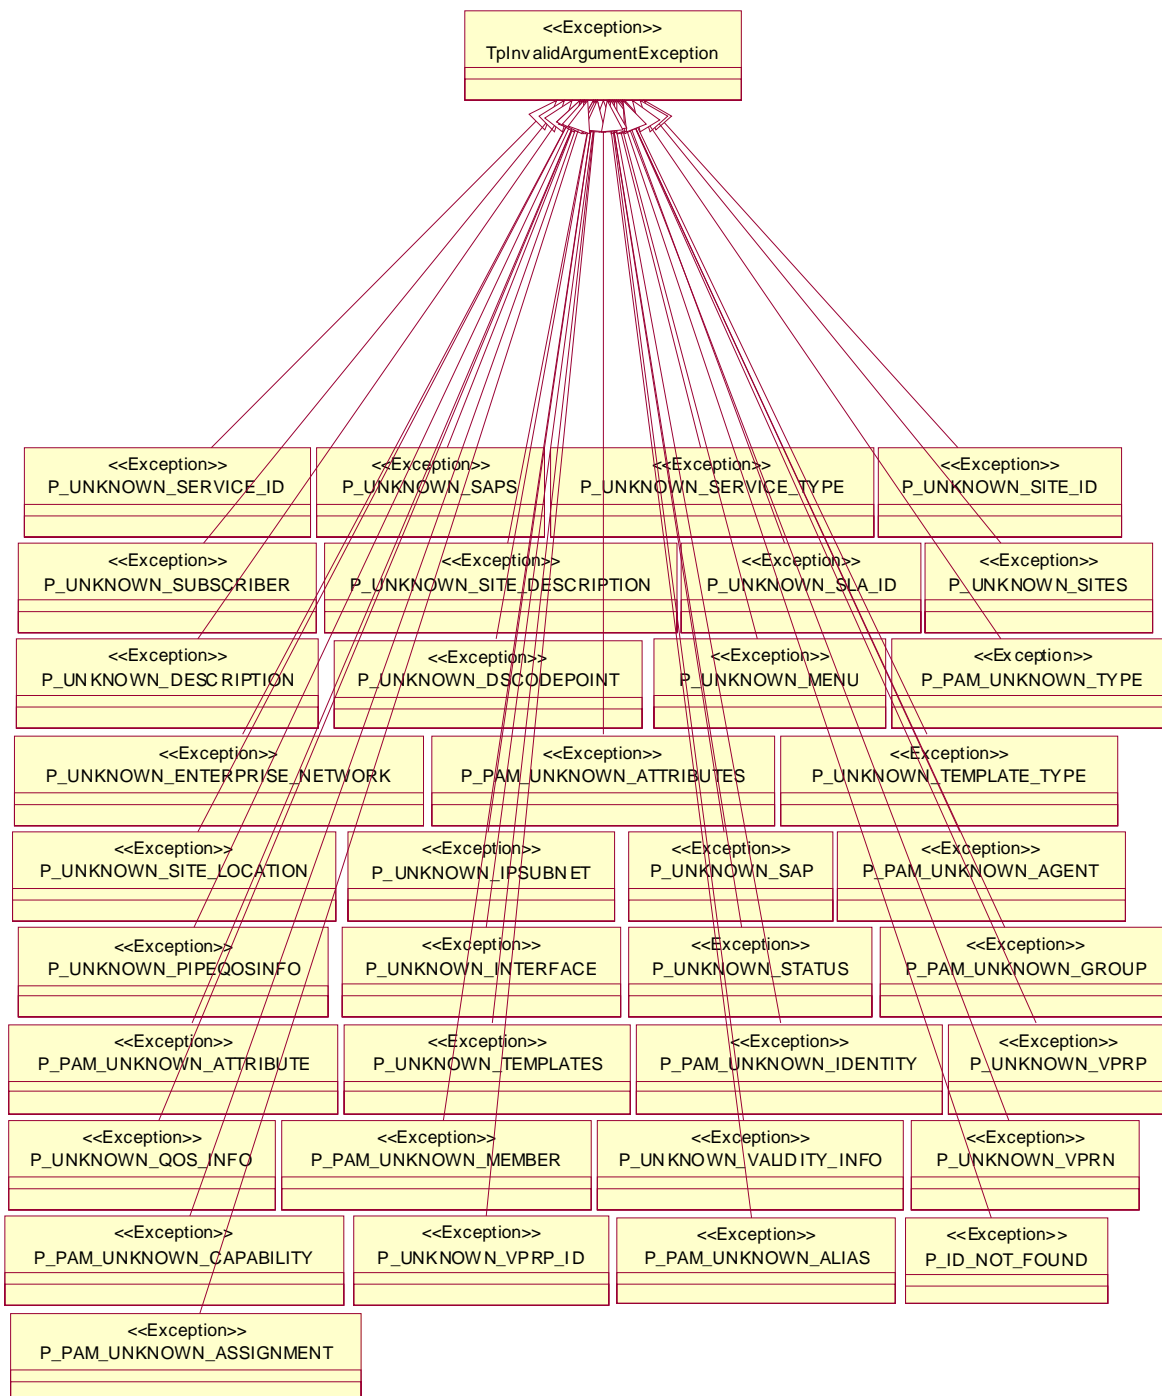 <<Exception>>
TpInvalidArgumentException
<<Exception>>
P_UNKNOWN_SERVICE_ID
<<Exception>>
P_UNKNOWN_SAPS
<<Exception>>
P_UNKNOWN_SERVICE_TYPE
<<Exception>>
P_UNKNOWN_SITE_ID
<<Exception>>
P_UNKNOWN_SUBSCRIBER
<<Exception>>
P_UNKNOWN_SITE_DESCRIPTION
<<Exception>>
P_UNKNOWN_SLA_ID
<<Exception>>
P_UNKNOWN_SITES
<<Exception>>
P_UNKNOWN_DESCRIPTION
<<Exception>>
P_UNKNOWN_DSCODEPOINT
<<Exception>>
P_UNKNOWN_MENU
<<Exception>>
P_PAM_UNKNOWN_TYPE
<<Exception>>
P_UNKNOWN_ENTERPRISE_NETWORK
<<Exception>>
P_PAM_UNKNOWN_ATTRIBUTES
<<Exception>>
P_UNKNOWN_TEMPLATE_TYPE
<<Exception>>
P_UNKNOWN_SITE_LOCATION
<<Exception>>
P_UNKNOWN_IPSUBNET
<<Exception>>
P_UNKNOWN_SAP
<<Exception>>
P_PAM_UNKNOWN_AGENT
<<Exception>>
P_UNKNOWN_PIPEQOSINFO
<<Exception>>
P_UNKNOWN_INTERFACE
<<Exception>>
P_UNKNOWN_STATUS
<<Exception>>
P_PAM_UNKNOWN_GROUP
<<Exception>>
P_PAM_UNKNOWN_ATTRIBUTE
<<Exception>>
P_UNKNOWN_TEMPLATES
<<Exception>>
P_PAM_UNKNOWN_IDENTITY
<<Exception>>
P_UNKNOWN_VPRP
<<Exception>>
P_UNKNOWN_QOS_INFO
<<Exception>>
P_PAM_UNKNOWN_MEMBER
<<Exception>>
P_UNKNOWN_VALIDITY_INFO
<<Exception>>
P_UNKNOWN_VPRN
<<Exception>>
P_PAM_UNKNOWN_CAPABILITY
<<Exception>>
P_UNKNOWN_VPRP_ID
<<Exception>>
P_PAM_UNKNOWN_ALIAS
<<Exception>>
P_ID_NOT_FOUND
<<Exception>>
P_PAM_UNKNOWN_ASSIGNMENT